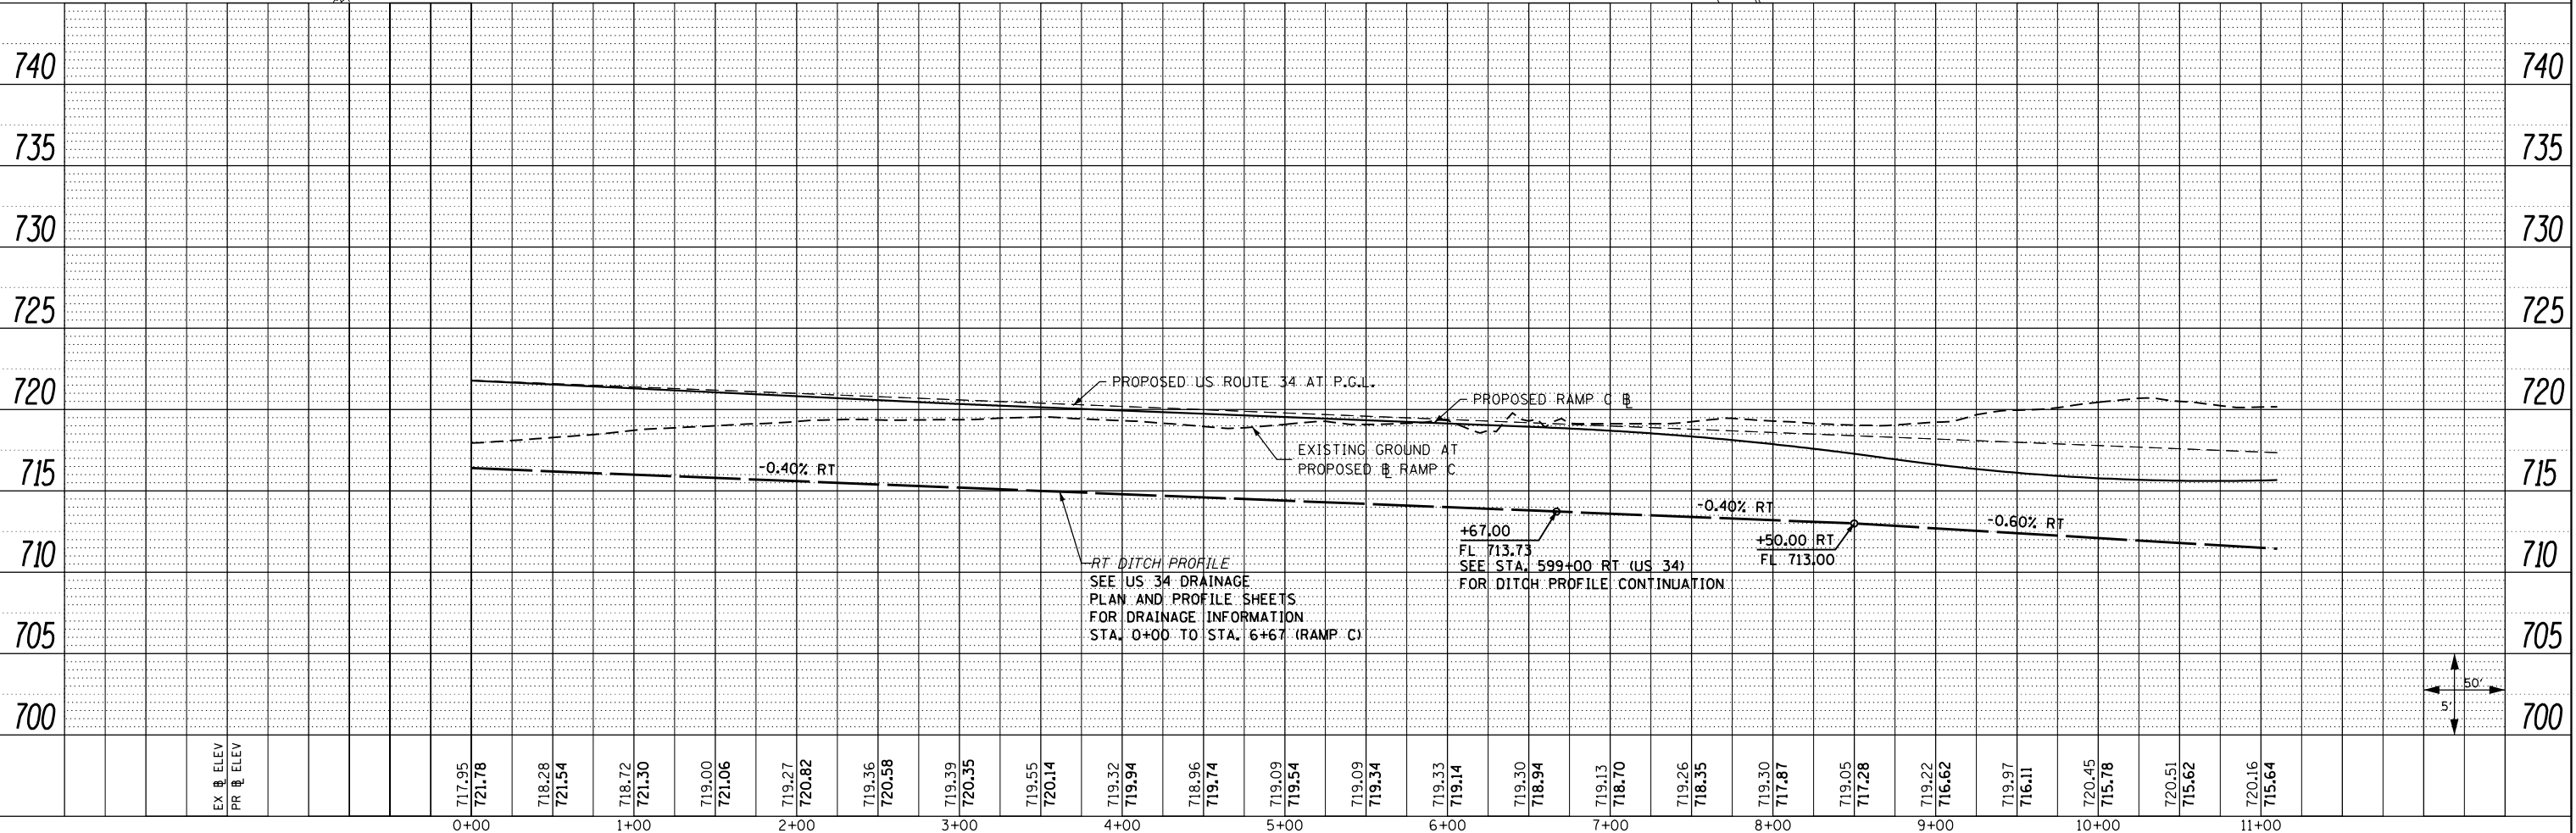 740 740
735 735
730 730
725 725
720 720
PROPOSED US ROUTE 34 AT P.G.L.
PROPOSED RAMP C ⅊
EXISTING GROUND AT
PROPOSED ⅊ RAMP C
715 715
-0.40% RT
-0.40% RT
-0.60% RT
+67.00
FL 713.73
SEE STA. 599+00 RT (US 34)
FOR DITCH PROFILE CONTINUATION
+50.00 RT
FL 713.00
710 710
RT DITCH PROFILE
SEE US 34 DRAINAGE
PLAN AND PROFILE SHEETS
FOR DRAINAGE INFORMATION
STA. 0+00 TO STA. 6+67 (RAMP C)
705 705
50'
5'
700 700
EX ⅊ ELEV
PR ⅊ ELEV
717.95
721.78
718.28
721.54
718.72
721.30
719.00
721.06
719.27
720.82
719.36
720.58
719.39
720.35
719.55
720.14
719.32
719.94
718.96
719.74
719.09
719.54
719.09
719.34
719.33
719.14
719.30
718.94
719.13
718.70
719.26
718.35
719.30
717.87
719.05
717.28
719.22
716.62
719.97
716.11
720.45
715.78
720.51
715.62
720.16
715.64
0+00 1+00 2+00 3+00 4+00 5+00 6+00 7+00 8+00 9+00 10+00 11+00